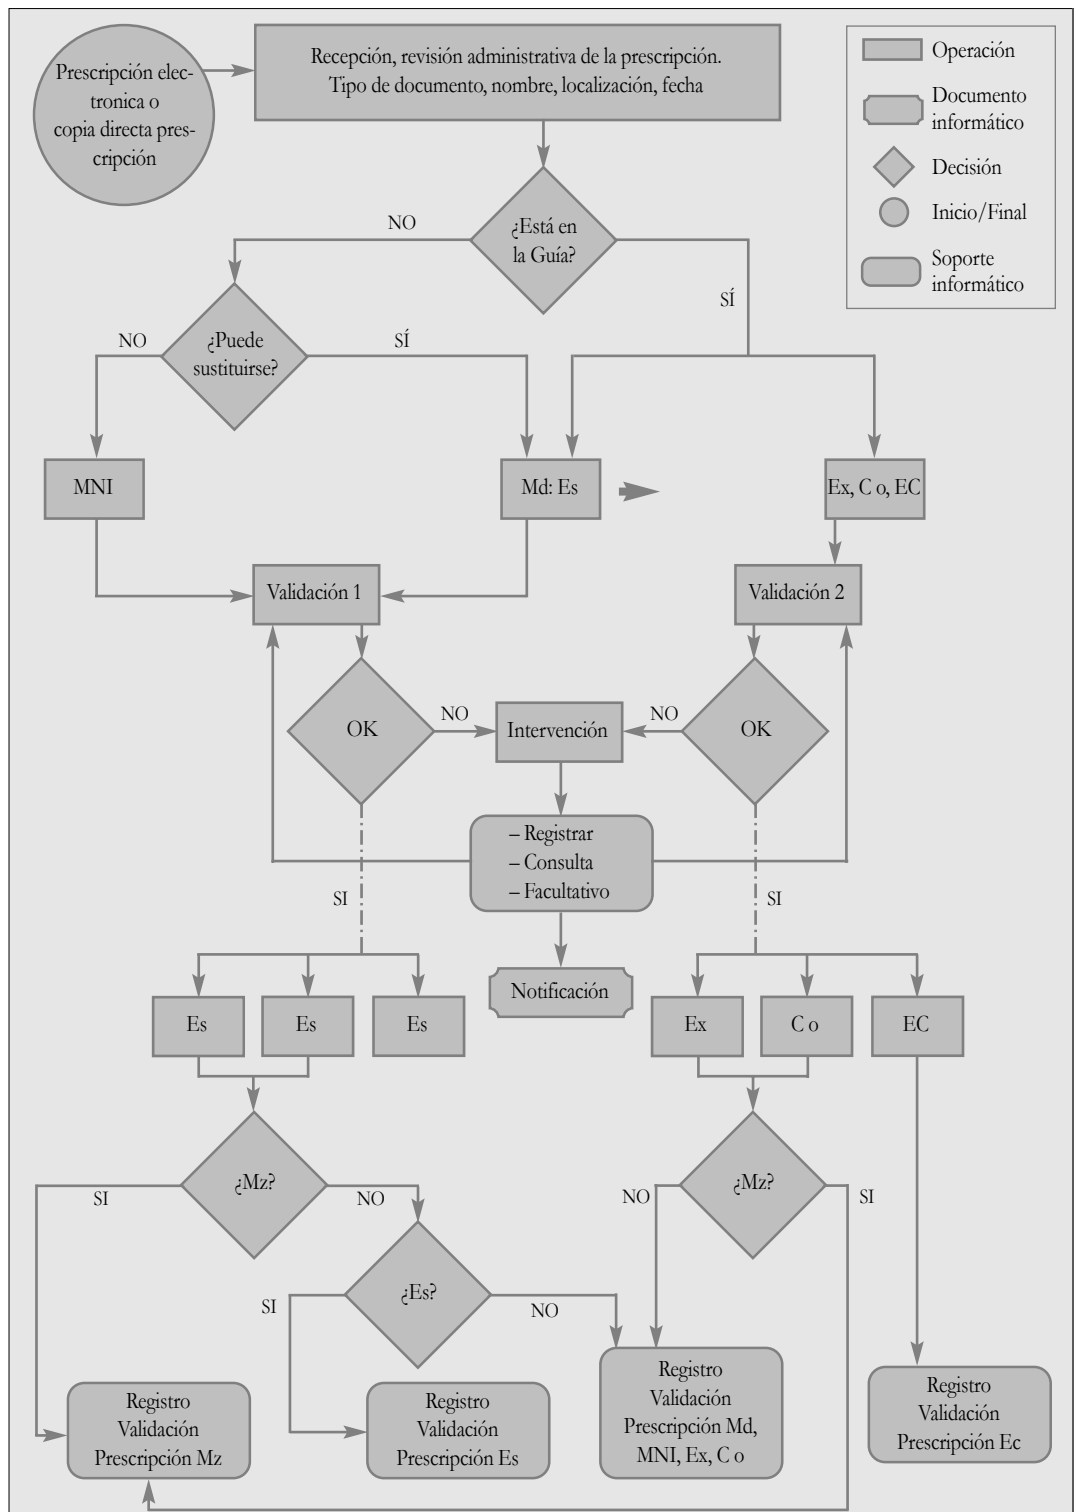 Prescripción elec-
tronica o
copia directa pres-
cripción
Recepción, revisión administrativa de la prescripción.
Tipo de documento, nombre, localización, fecha
Operación
Documento
informático
Decisión
Inicio/Final
Soporte
informático
¿Está en
la Guía?
NO
SÍ
¿Puede
sustituirse?
NO
SÍ
MNI
Md: Es
Ex, C o, EC
Validación 1
Validación 2
OK
NO
Intervención
NO
OK
– Registrar
– Consulta
– Facultativo
SI
SI
Notificación
Es
Es
Es
Ex
C o
EC
¿Mz?
SI
NO
¿Mz?
NO
SI
¿Es?
SI
NO
Registro
Validación
Prescripción Mz
Registro
Validación
Prescripción Es
Registro
Validación
Prescripción Md,
MNI, Ex, C o
Registro
Validación
Prescripción Ec